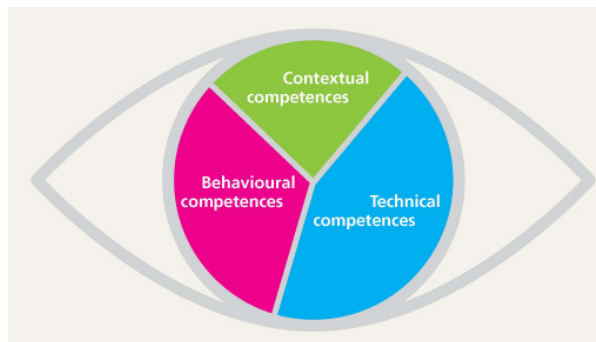 Contextual
competences
Behavioural
competences
Technical
competences